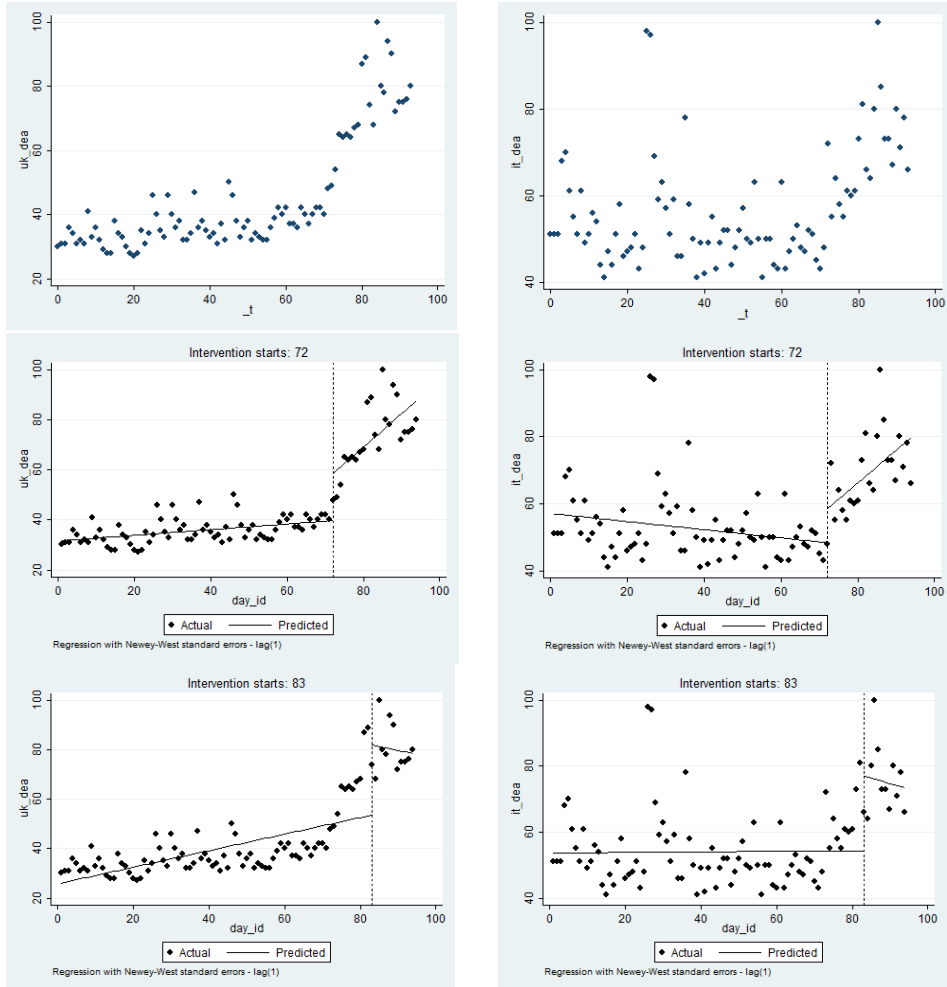 100
80
60
40
20
uk_dea
0
20
40
60
80
100
_t
100
80
60
40
it_dea
0
20
40
60
80
100
_t
Intervention starts: 72
100
80
60
40
20
uk_dea
0
20
40
60
80
100
day_id
Actual
Predicted
Regression with Newey-West standard errors - lag(1)
Intervention starts: 72
100
80
60
40
it_dea
0
20
40
60
80
100
day_id
Actual
Predicted
Regression with Newey-West standard errors - lag(1)
Intervention starts: 83
100
80
60
40
20
uk_dea
0
20
40
60
80
100
day_id
Actual
Predicted
Regression with Newey-West standard errors - lag(1)
Intervention starts: 83
100
80
60
40
it_dea
0
20
40
60
80
100
day_id
Actual
Predicted
Regression with Newey-West standard errors - lag(1)